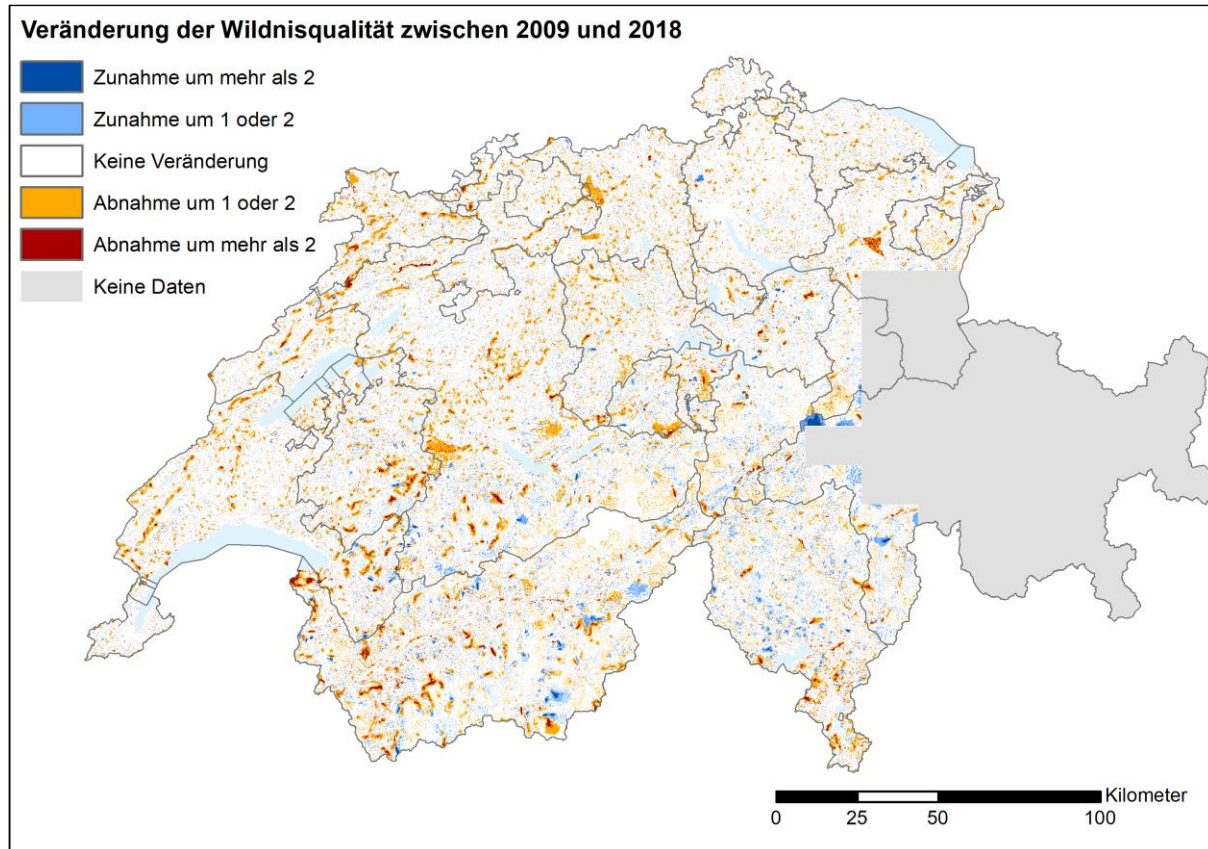 Veränderung der Wildnisqualität zwischen 2009 und 2018
Zunahme um mehr als 2
Zunahme um 1 oder 2
Keine Veränderung
Abnahme um 1 oder 2
Abnahme um mehr als 2
Keine Daten
Kilometer
0 25 50 100